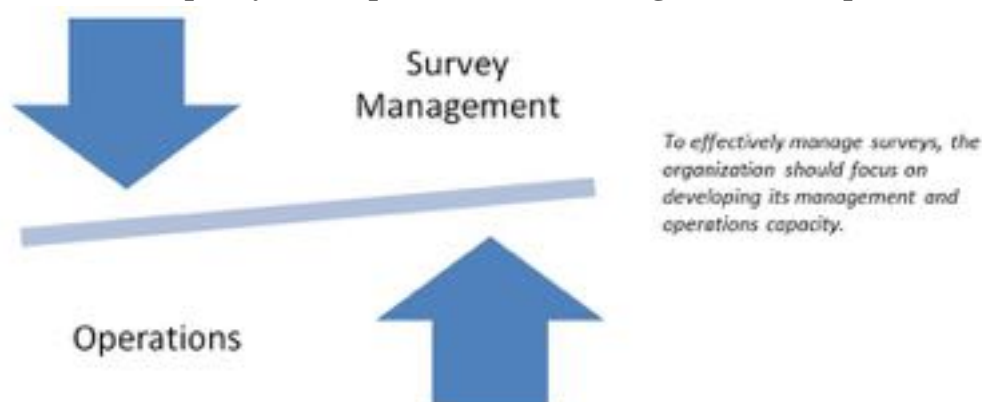 Survey
Management
To effectively manage surveys, the
organization should focus on
developing its management and
operations capacity.
Operations